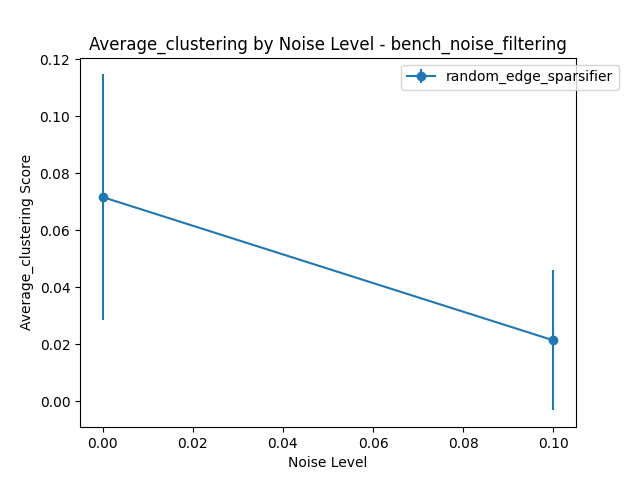 Average_clustering by Noise Level - bench_noise_filtering
random_edge_sparsifier
Average_clustering Score
0.12
0.10
0.08
0.06
0.04
0.02
0.00
0.00 0.02 0.04 0.06 0.08 0.10
Noise Level